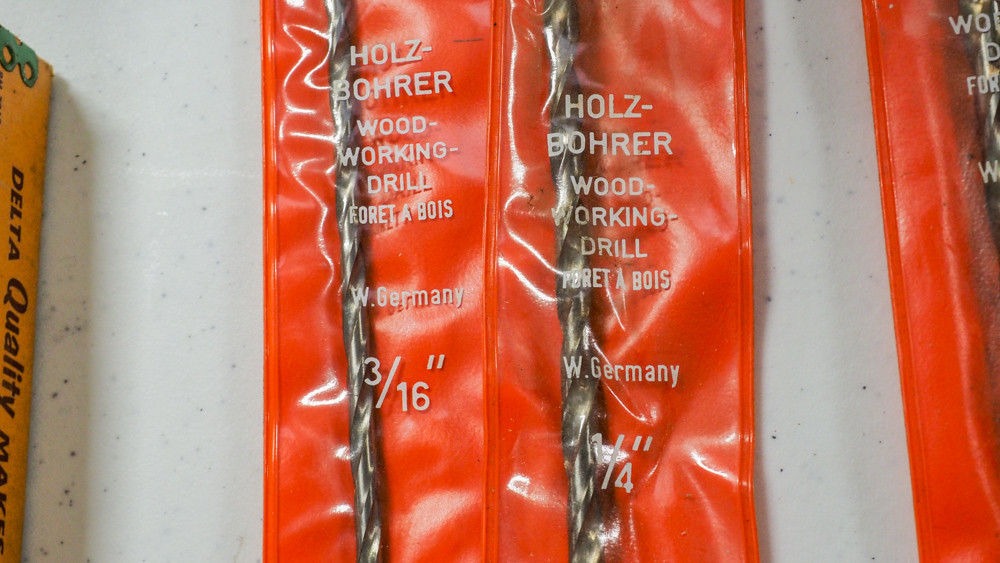 DELTA Quality MAKES
HOLZ-
BOHRER
WOOD-
WORKING-
DRILL
FORET A BOIS
W.Germany
3/16"
HOLZ-
BOHRER
WOOD-
WORKING-
DRILL
FORET A BOIS
W.Germany
1/4"